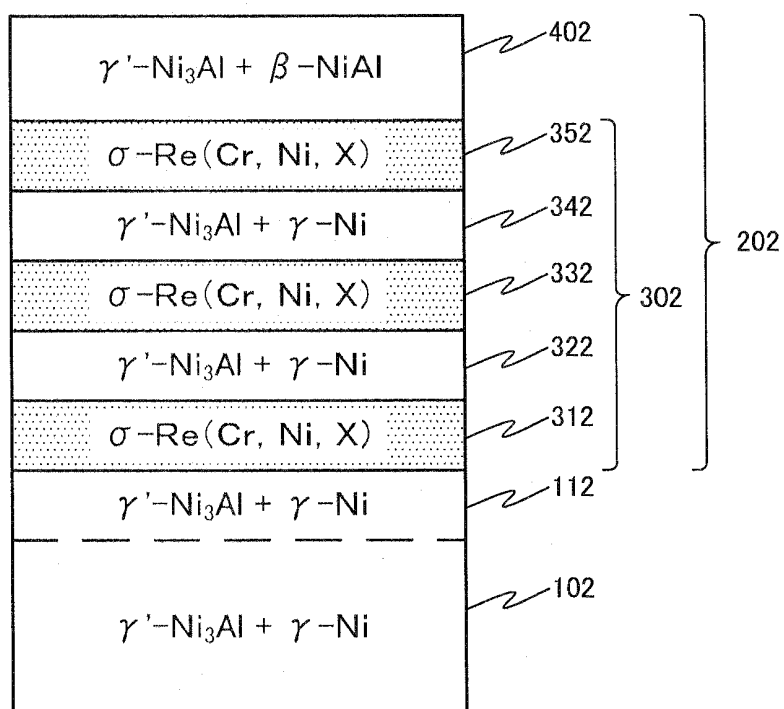 γ'-Ni₃Al + β-NiAl 402
σ-Re(Cr, Ni, X) 352
γ'-Ni₃Al + γ-Ni 342
202
σ-Re(Cr, Ni, X) 332
302
γ'-Ni₃Al + γ-Ni 322
σ-Re(Cr, Ni, X) 312
γ'-Ni₃Al + γ-Ni 112
102
γ'-Ni₃Al + γ-Ni